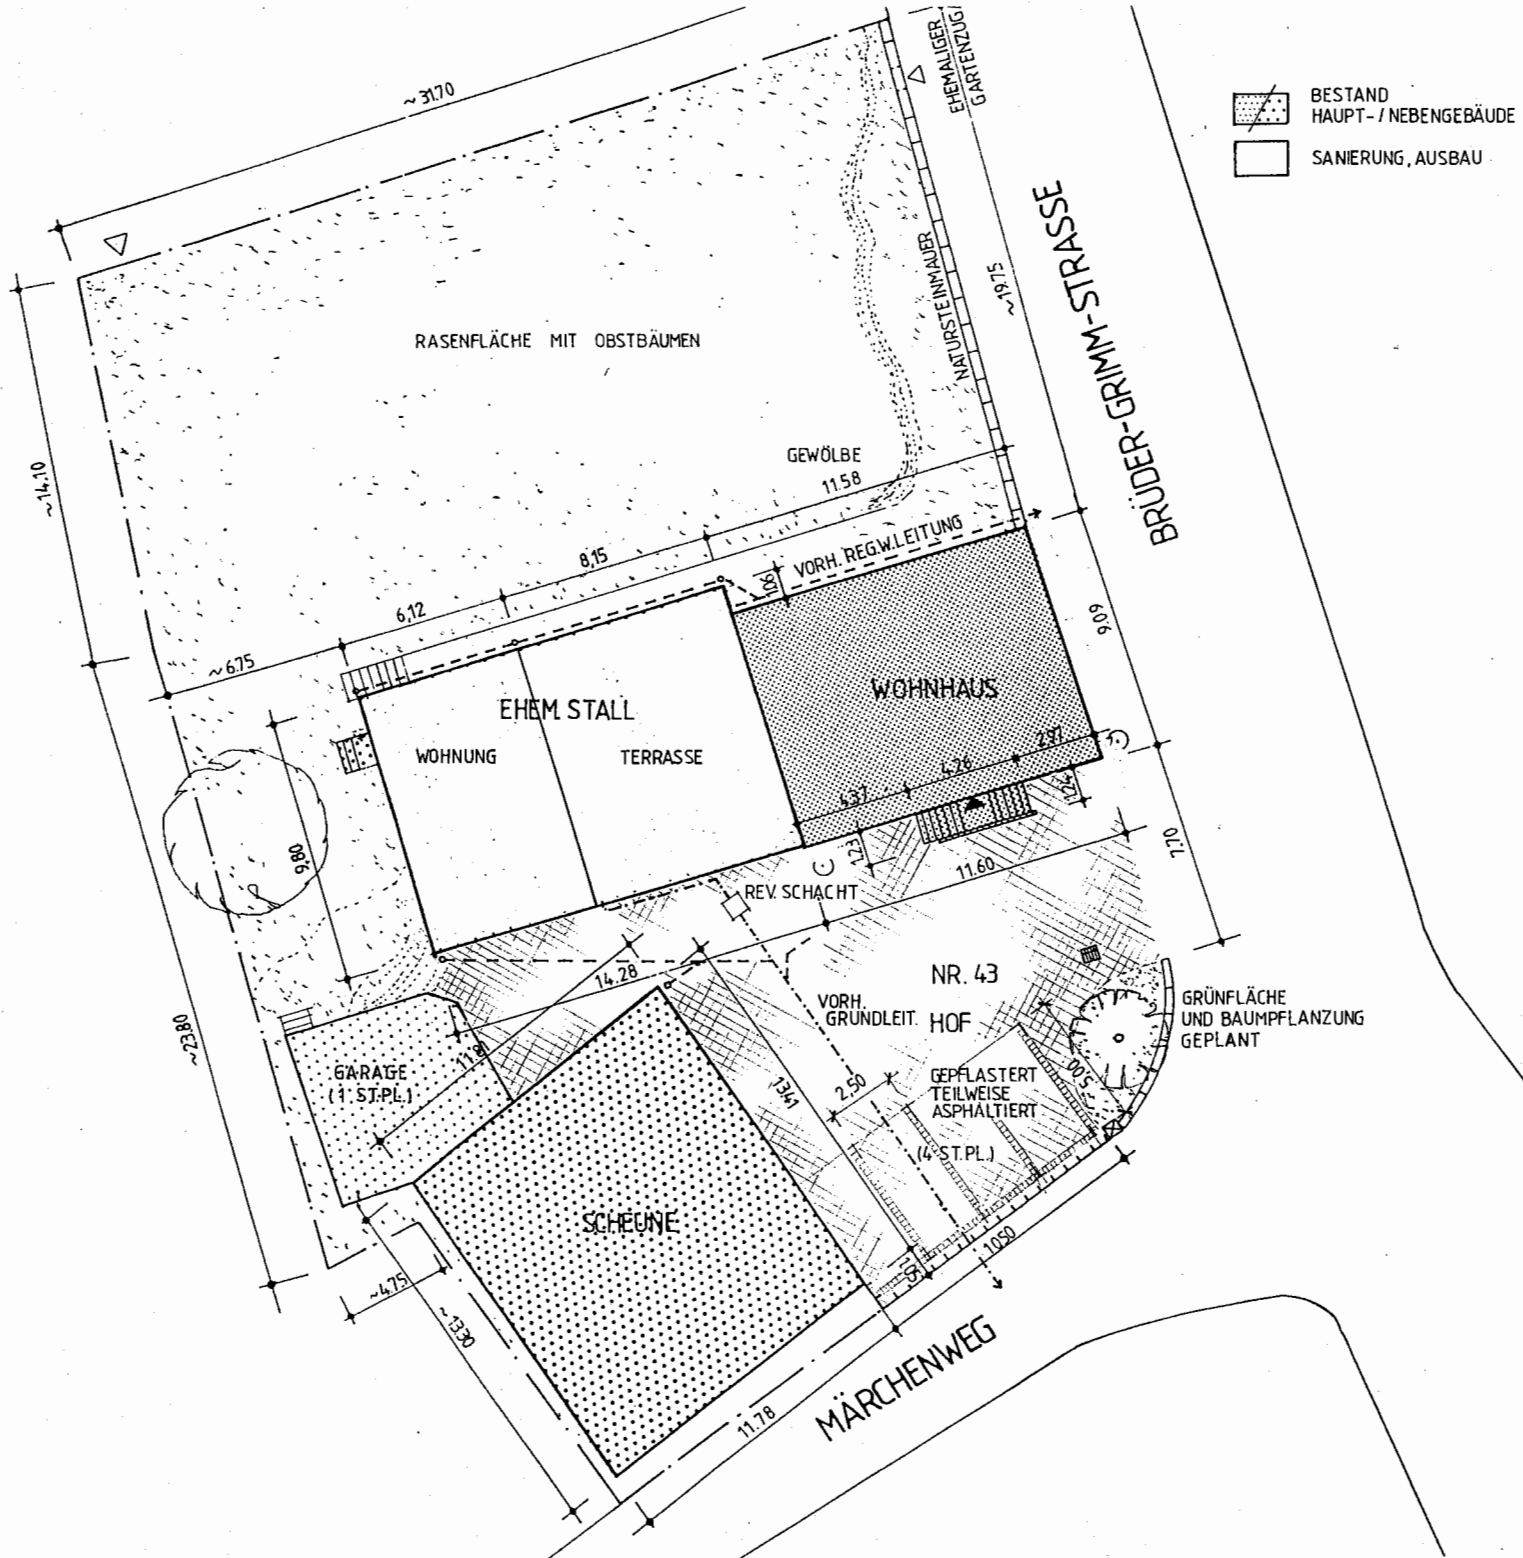 EHEMALIGER
GARTENZUG
BESTAND
HAUPT-/NEBENGEBÄUDE
SANIERUNG, AUSBAU
~31.70
BRÜDER-GRIMM-STRASSE
NATURSTEINMAUER
~19.75
RASENFLÄCHE MIT OBSTBÄUMEN
~14.10
GEWÖLBE
11.58
8,15
6,12
~6.75
VORH. REG.W.LEITUNG
1.06
9.09
WOHNHAUS
EHEM. STALL
WOHNUNG
TERRASSE
2.97
4.26
4.37
1.24
1.23
7.70
9.80
11.60
REV. SCHACHT
14.28
NR. 43
HOF
VORH.
GRUNDLEIT.
GRÜNFLÄCHE
UND BAUMPFLANZUNG
GEPLANT
~23.80
11.81
GARAGE
(1 ST.PL.)
13.41
2,50
5.00
GEPFLASTERT
TEILWEISE
ASPHALTIERT
(4 ST.PL.)
SCHEUNE
1.05
10.50
~4.75
~13.30
11.78
MÄRCHENWEG